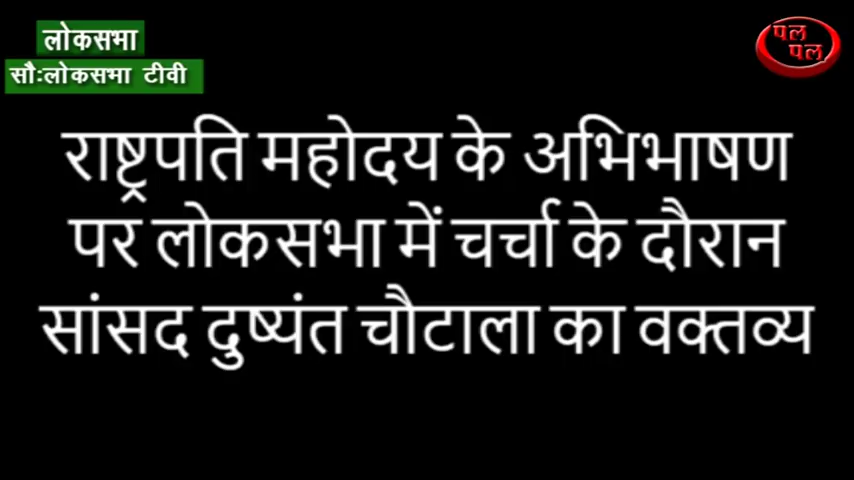 लोकसभा
सौ:लोकसभा टीवी
पल
पल
राष्ट्रपति महोदय के अभिभाषण
पर लोकसभा में चर्चा के दौरान
सांसद दुष्यंत चौटाला का वक्तव्य